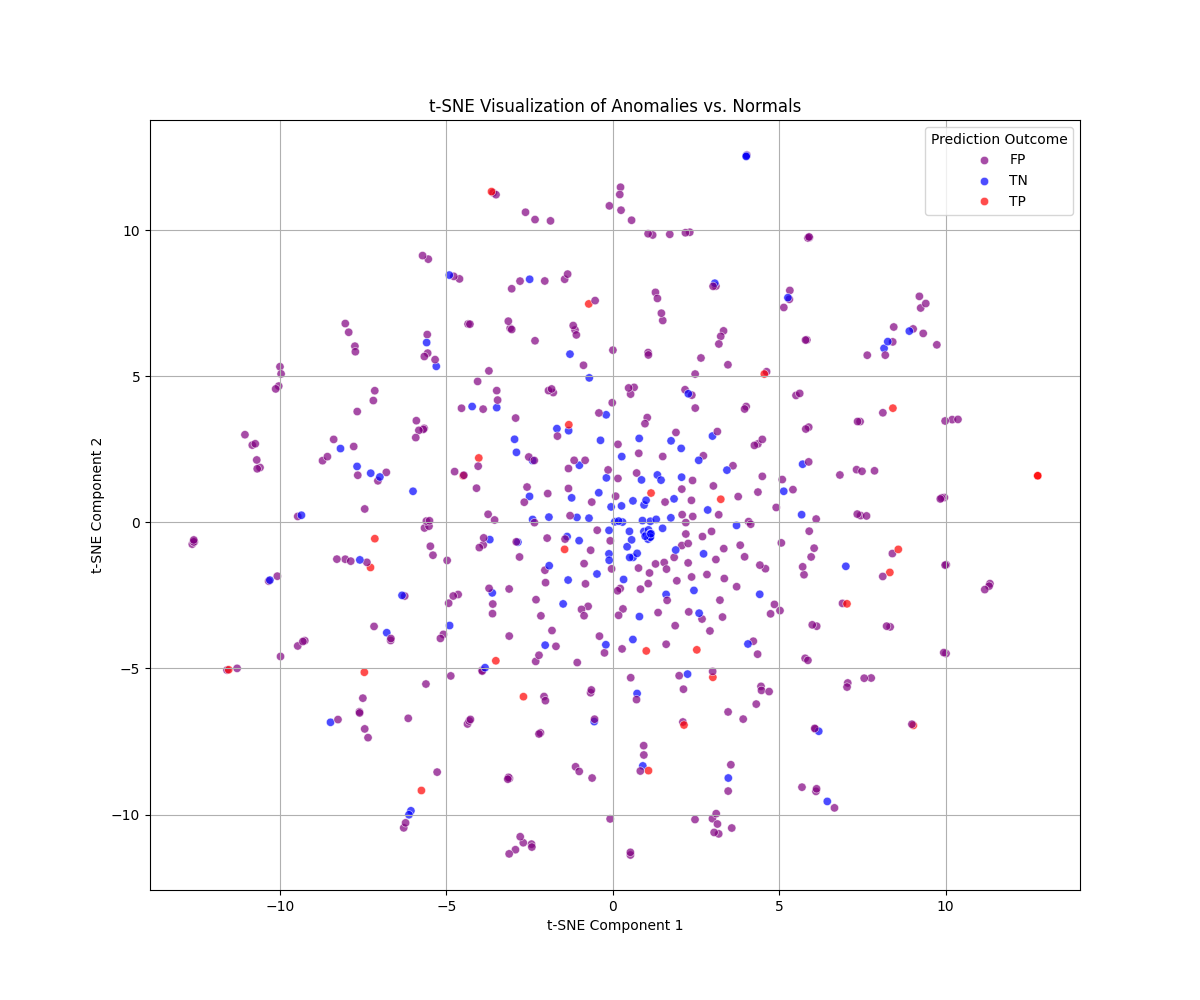 t-SNE Visualization of Anomalies vs. Normals
Prediction Outcome
FP
TN
TP
10
5
0
−5
−10
t-SNE Component 2
−10
−5
0
5
10
t-SNE Component 1